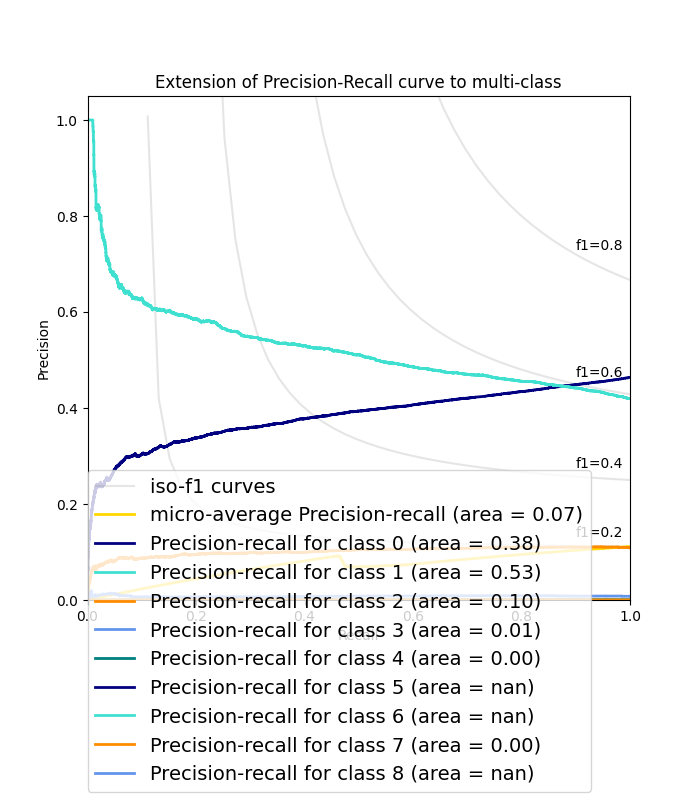 Extension of Precision-Recall curve to multi-class
1.0
0.8
0.6
0.4
0.2
0.0
Precision
f1=0.8
f1=0.6
f1=0.4
f1=0.2
0.0
0.2
0.4
0.6
0.8
1.0
Recall
iso-f1 curves
micro-average Precision-recall (area = 0.07)
Precision-recall for class 0 (area = 0.38)
Precision-recall for class 1 (area = 0.53)
Precision-recall for class 2 (area = 0.10)
Precision-recall for class 3 (area = 0.01)
Precision-recall for class 4 (area = 0.00)
Precision-recall for class 5 (area = nan)
Precision-recall for class 6 (area = nan)
Precision-recall for class 7 (area = 0.00)
Precision-recall for class 8 (area = nan)